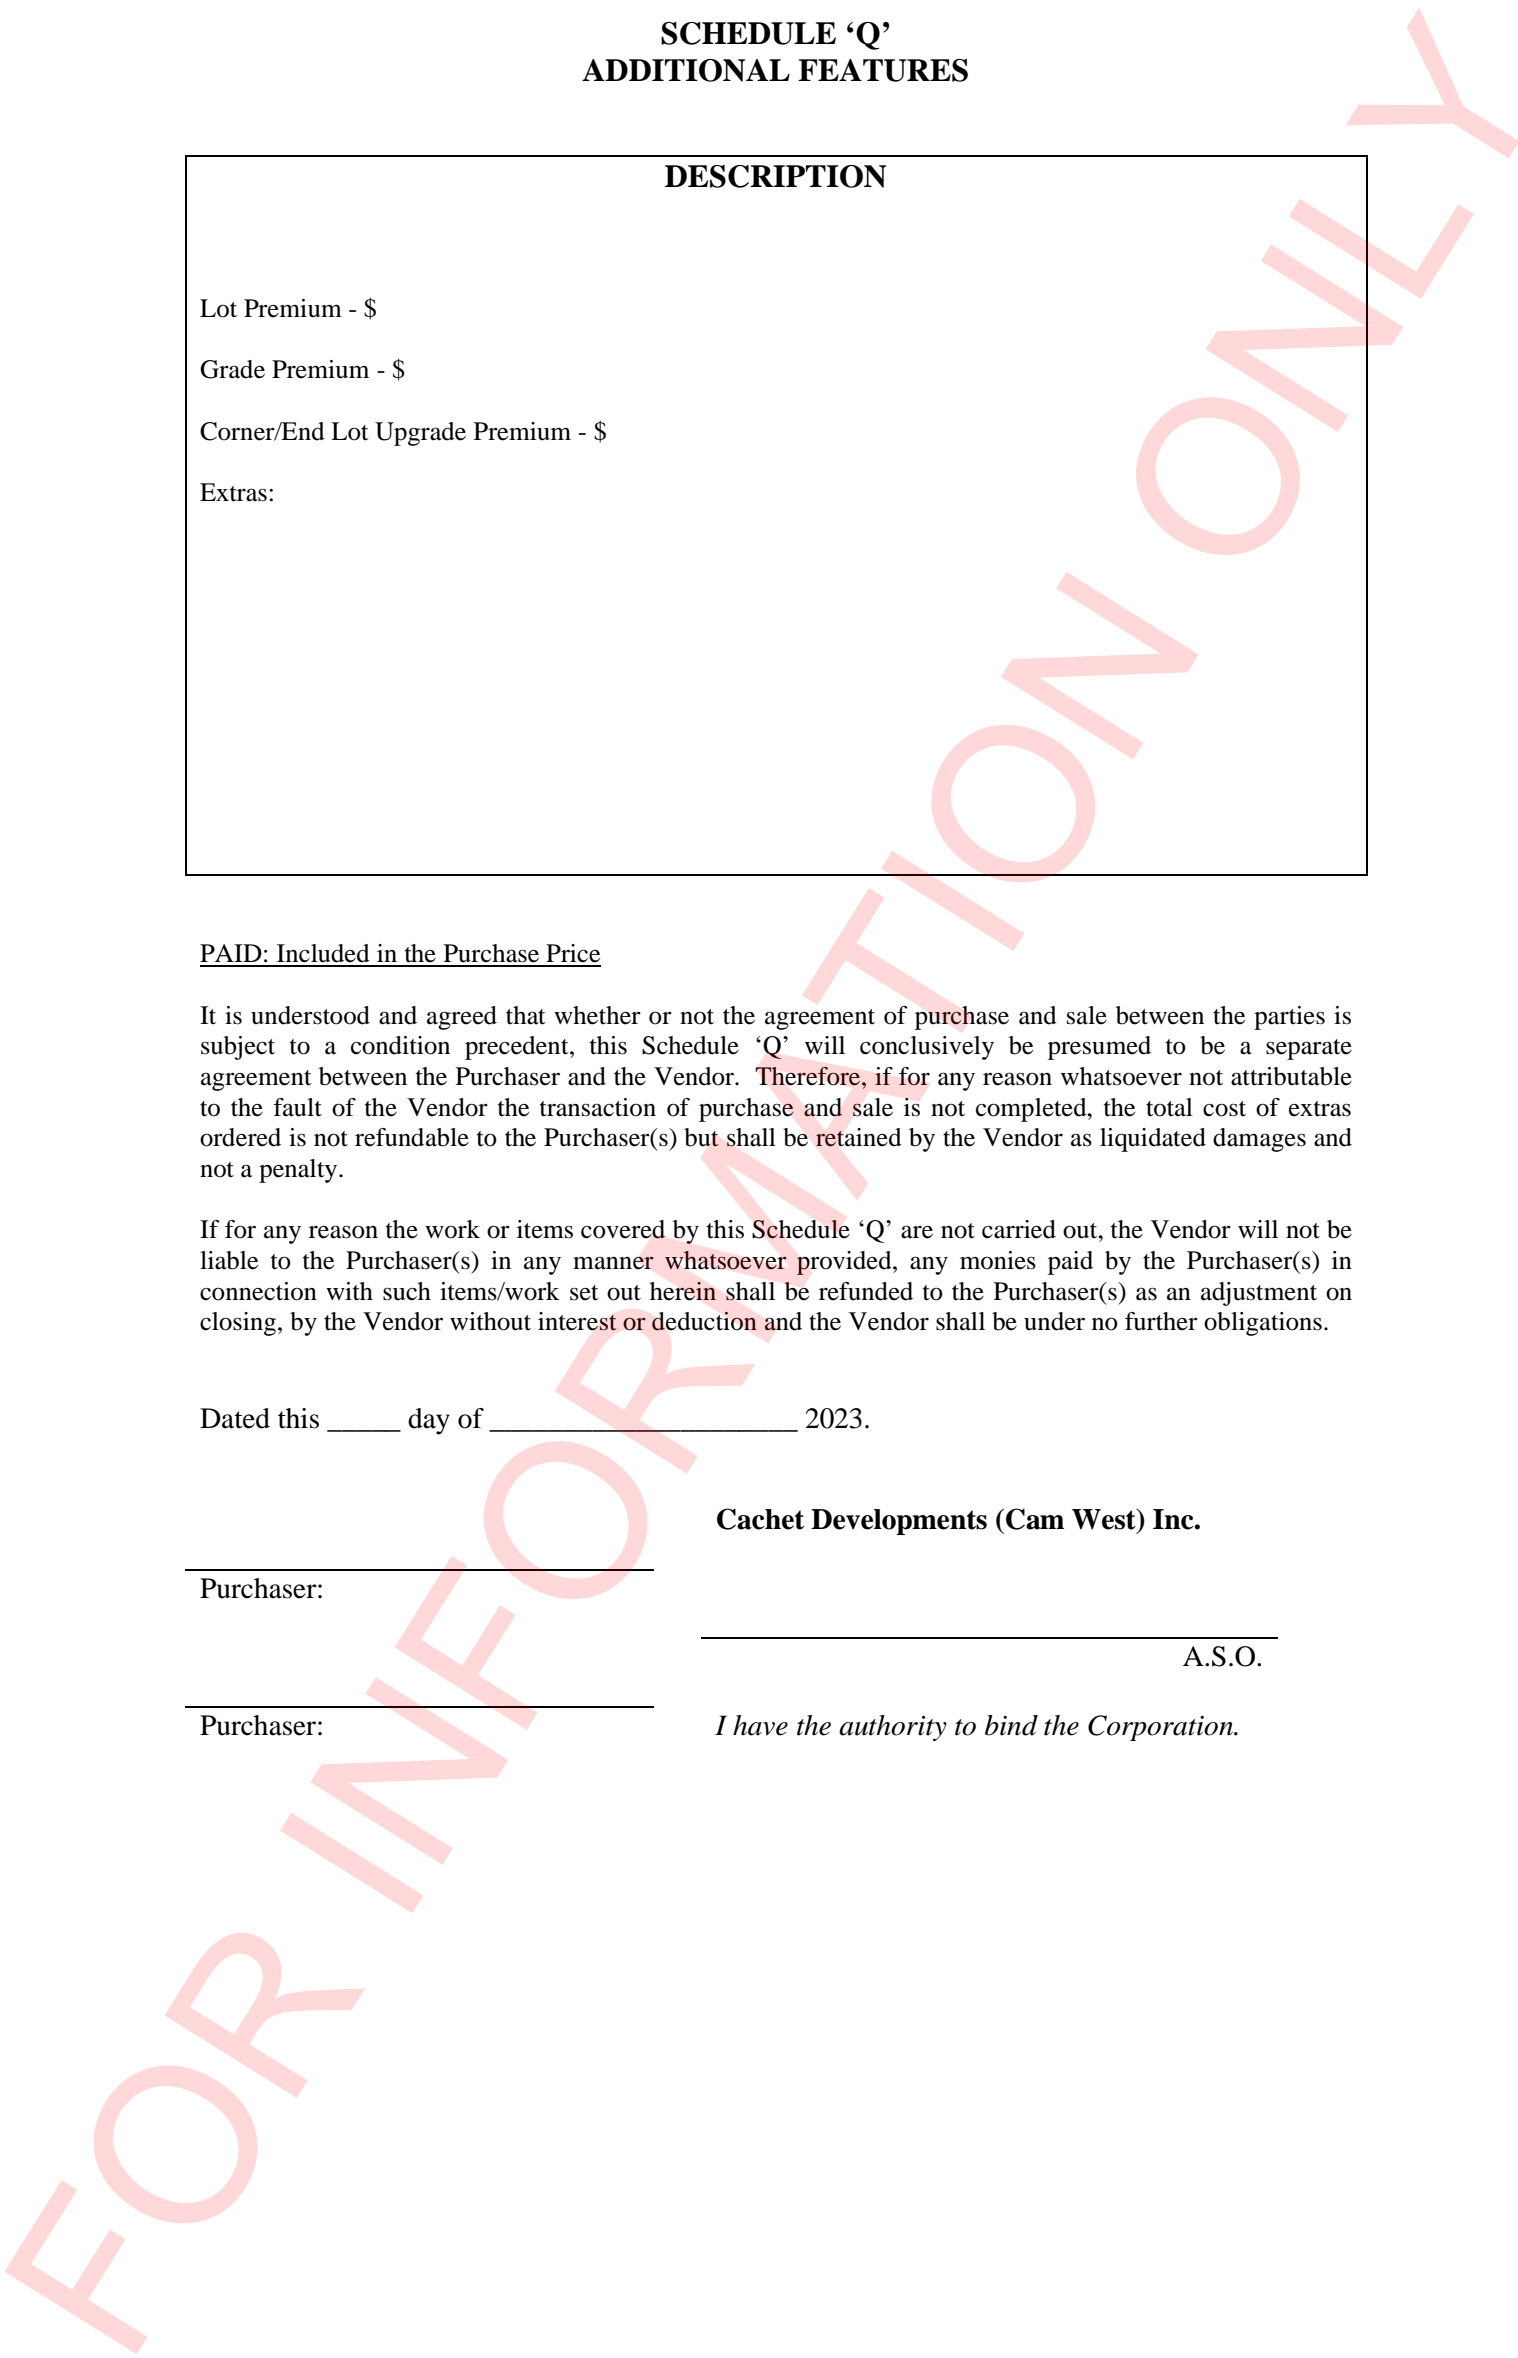 SCHEDULE ‘Q’
ADDITIONAL FEATURES
DESCRIPTION
Lot Premium - $
Grade Premium - $
Corner/End Lot Upgrade Premium - $
Extras:
PAID: Included in the Purchase Price
It is understood and agreed that whether or not the agreement of purchase and sale between the parties is
subject to a condition precedent, this Schedule ‘Q’ will conclusively be presumed to be a separate
agreement between the Purchaser and the Vendor. Therefore, if for any reason whatsoever not attributable
to the fault of the Vendor the transaction of purchase and sale is not completed, the total cost of extras
ordered is not refundable to the Purchaser(s) but shall be retained by the Vendor as liquidated damages and
not a penalty.
If for any reason the work or items covered by this Schedule ‘Q’ are not carried out, the Vendor will not be
liable to the Purchaser(s) in any manner whatsoever provided, any monies paid by the Purchaser(s) in
connection with such items/work set out herein shall be refunded to the Purchaser(s) as an adjustment on
closing, by the Vendor without interest or deduction and the Vendor shall be under no further obligations.
Dated this _____ day of _____________________ 2023.
Cachet Developments (Cam West) Inc.
Purchaser:
A.S.O.
Purchaser:
I have the authority to bind the Corporation.
FOR INFORMATION ONLY